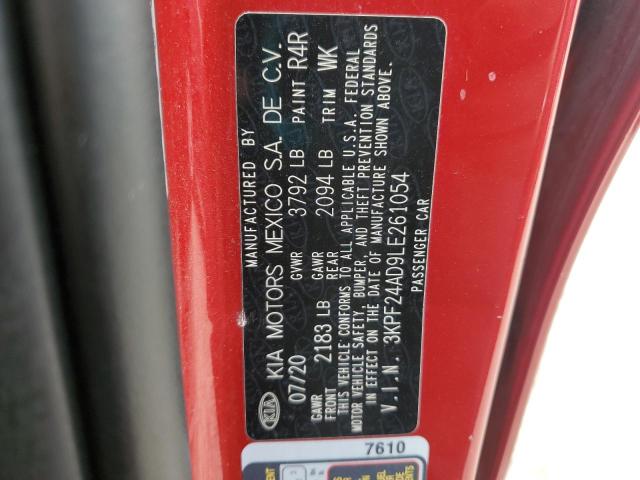 MANUFACTURED BY
KIA KIA MOTORS MEXICO S.A. DE C.V.
07/20 GVWR 3792 LB PAINT R4R
GAWR FRONT 2183 LB GAWR REAR 2094 LB TRIM WK
THIS VEHICLE CONFORMS TO ALL APPLICABLE U.S.A. FEDERAL
MOTOR VEHICLE SAFETY, BUMPER, AND THEFT PREVENTION STANDARDS
IN EFFECT ON THE DATE OF MANUFACTURE SHOWN ABOVE.
V.I.N. 3KPF24AD9LE261054
PASSENGER CAR
7610